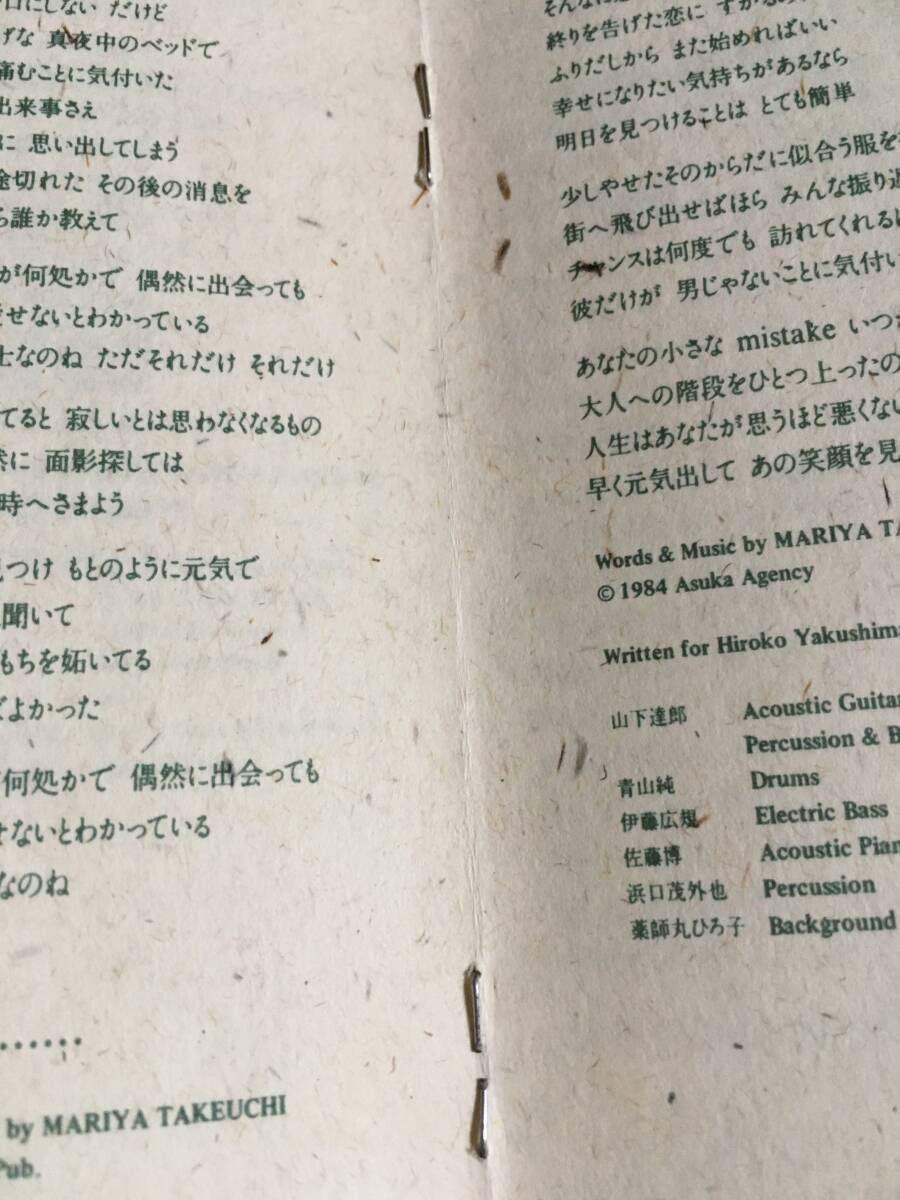 口にしない だけど
げな 真夜中のベッドで
痛むことに気付いた
出来事さえ
に 思い出してしまう
途切れた その後の消息を
ら誰か教えて
が何処かで 偶然に出会っても
せないとわかっている
士なのね ただそれだけ それだけ
てると 寂しいとは思わなくなるもの
然に 面影探しては
時へさまよう
見つけ もとのように元気で
聞いて
もちを妬いてる
よかった
何処かで 偶然に出会っても
せないとわかっている
なのね
by MARIYA TAKEUCHI
Pub.
終りを告げた恋に すがるの
ふりだしから また始めればいい
幸せになりたい気持ちがあるなら
明日を見つけることは とても簡単
少しやせたそのからだに似合う服を
街へ飛び出せばほら みんな振り返
チャンスは何度でも 訪れてくれるは
彼だけが 男じゃないことに気付い
あなたの小さな mistake いつか
大人への階段をひとつ上ったの
人生はあなたが思うほど悪くない
早く元気出して あの笑顔を見
Words & Music by MARIYA TA
© 1984 Asuka Agency
Written for Hiroko Yakushima
山下達郎 Acoustic Guitar
Percussion & B
青山純 Drums
伊藤広規 Electric Bass
佐藤博 Acoustic Pian
浜口茂外也 Percussion
薬師丸ひろ子 Background